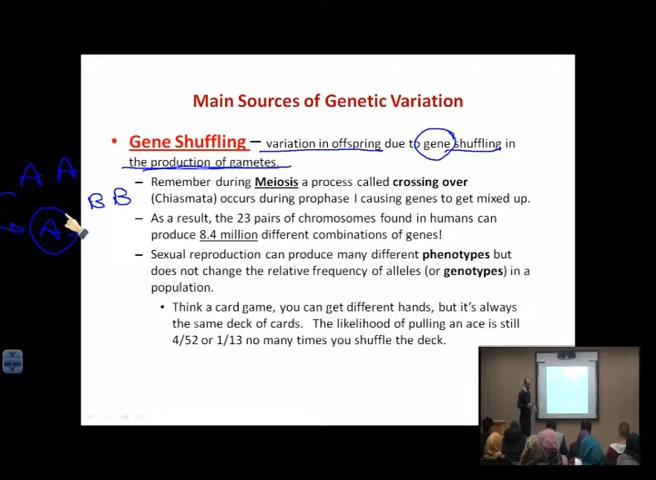 Main Sources of Genetic Variation
• Gene Shuffling – variation in offspring due to gene shuffling in
the production of gametes.
– Remember during Meiosis a process called crossing over
(Chiasmata) occurs during prophase I causing genes to get mixed up.
– As a result, the 23 pairs of chromosomes found in humans can
produce 8.4 million different combinations of genes!
– Sexual reproduction can produce many different phenotypes but
does not change the relative frequency of alleles (or genotypes) in a
population.
• Think a card game, you can get different hands, but it's always
the same deck of cards. The likelihood of pulling an ace is still
4/52 or 1/13 no many times you shuffle the deck.
A A
B B
A